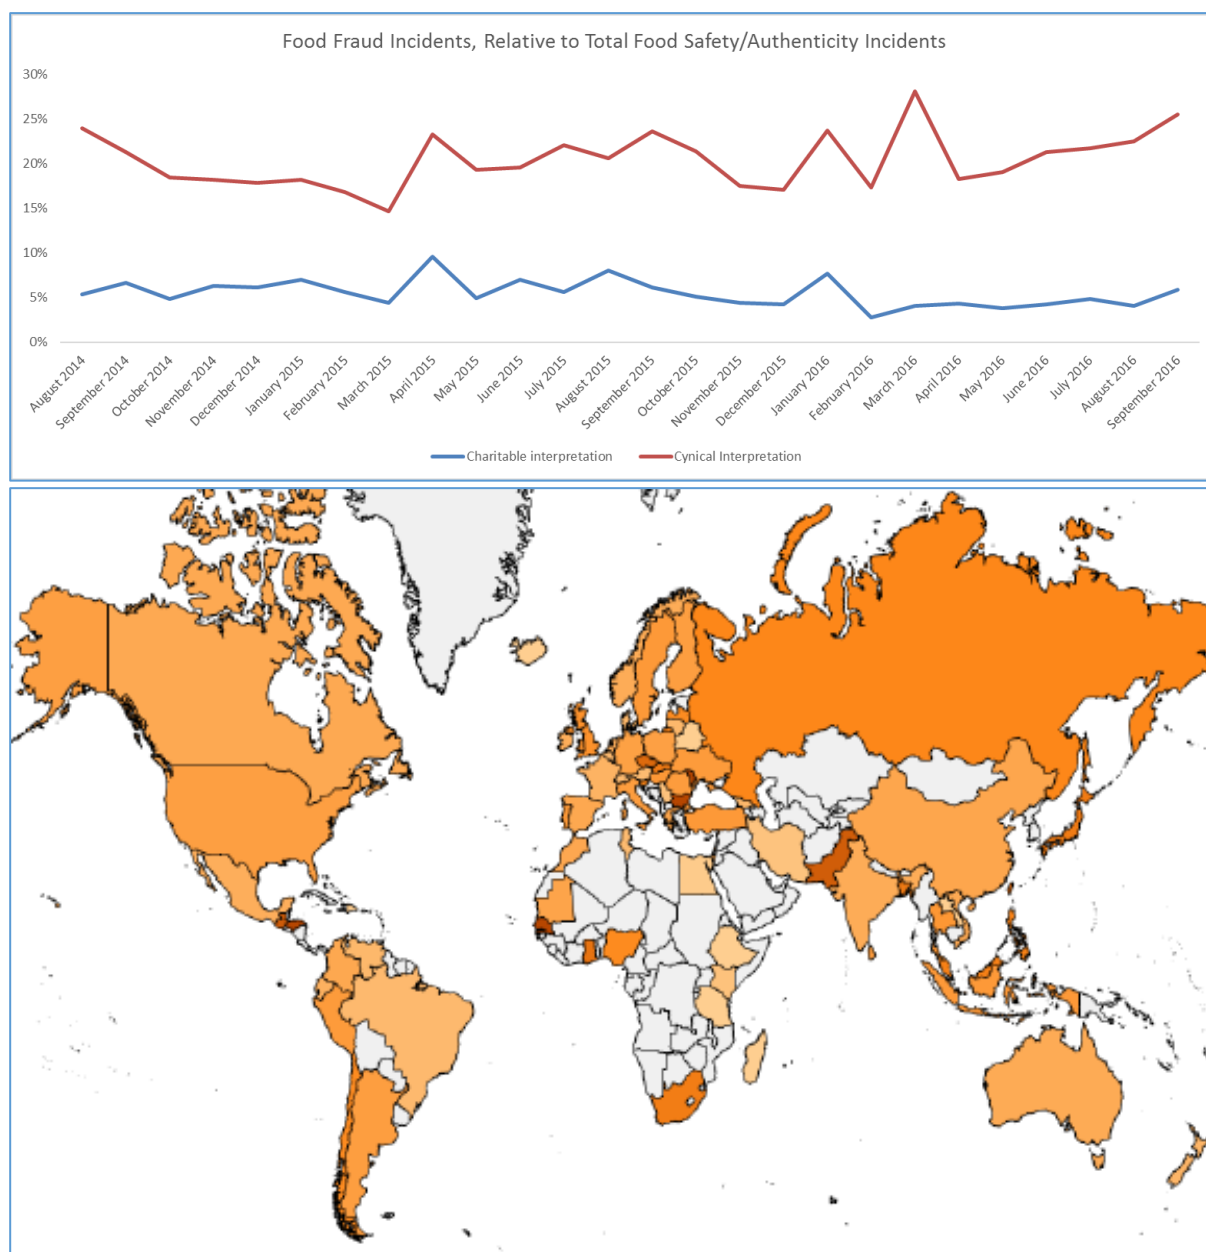 Food Fraud Incidents, Relative to Total Food Safety/Authenticity Incidents
30%
25%
20%
15%
10%
5%
0%
August 2014
September 2014
October 2014
November 2014
December 2014
January 2015
February 2015
March 2015
April 2015
May 2015
June 2015
July 2015
August 2015
September 2015
October 2015
November 2015
December 2015
January 2016
February 2016
March 2016
April 2016
May 2016
June 2016
July 2016
August 2016
September 2016
Charitable interpretation
Cynical Interpretation